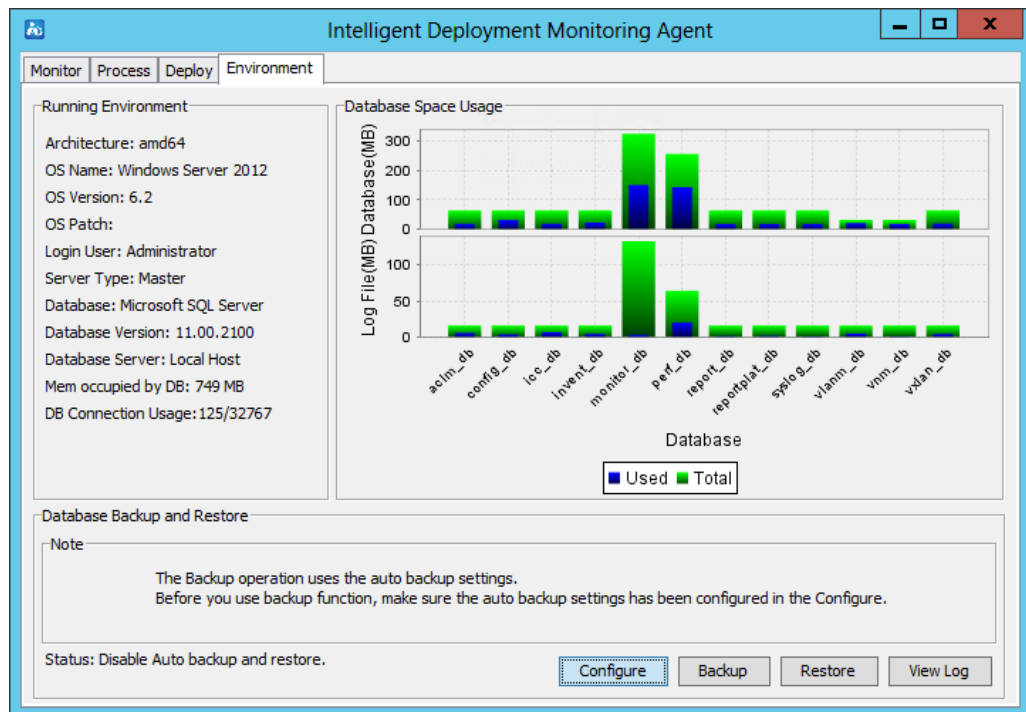 Intelligent Deployment Monitoring Agent
Monitor Process Deploy Environment
Running Environment
Architecture: amd64
OS Name: Windows Server 2012
OS Version: 6.2
OS Patch:
Login User: Administrator
Server Type: Master
Database: Microsoft SQL Server
Database Version: 11.00.2100
Database Server: Local Host
Mem occupied by DB: 749 MB
DB Connection Usage:125/32767
Database Space Usage
Database(MB)
300
200
100
0
Log File(MB)
100
50
0
aclm_db
config_db
icc_db
invent_db
monitor_db
perf_db
report_db
reportplat_db
syslog_db
vlanm_db
vnm_db
vxlan_db
Database
Used Total
Database Backup and Restore
Note
The Backup operation uses the auto backup settings.
Before you use backup function, make sure the auto backup settings has been configured in the Configure.
Status: Disable Auto backup and restore.
Configure Backup Restore View Log